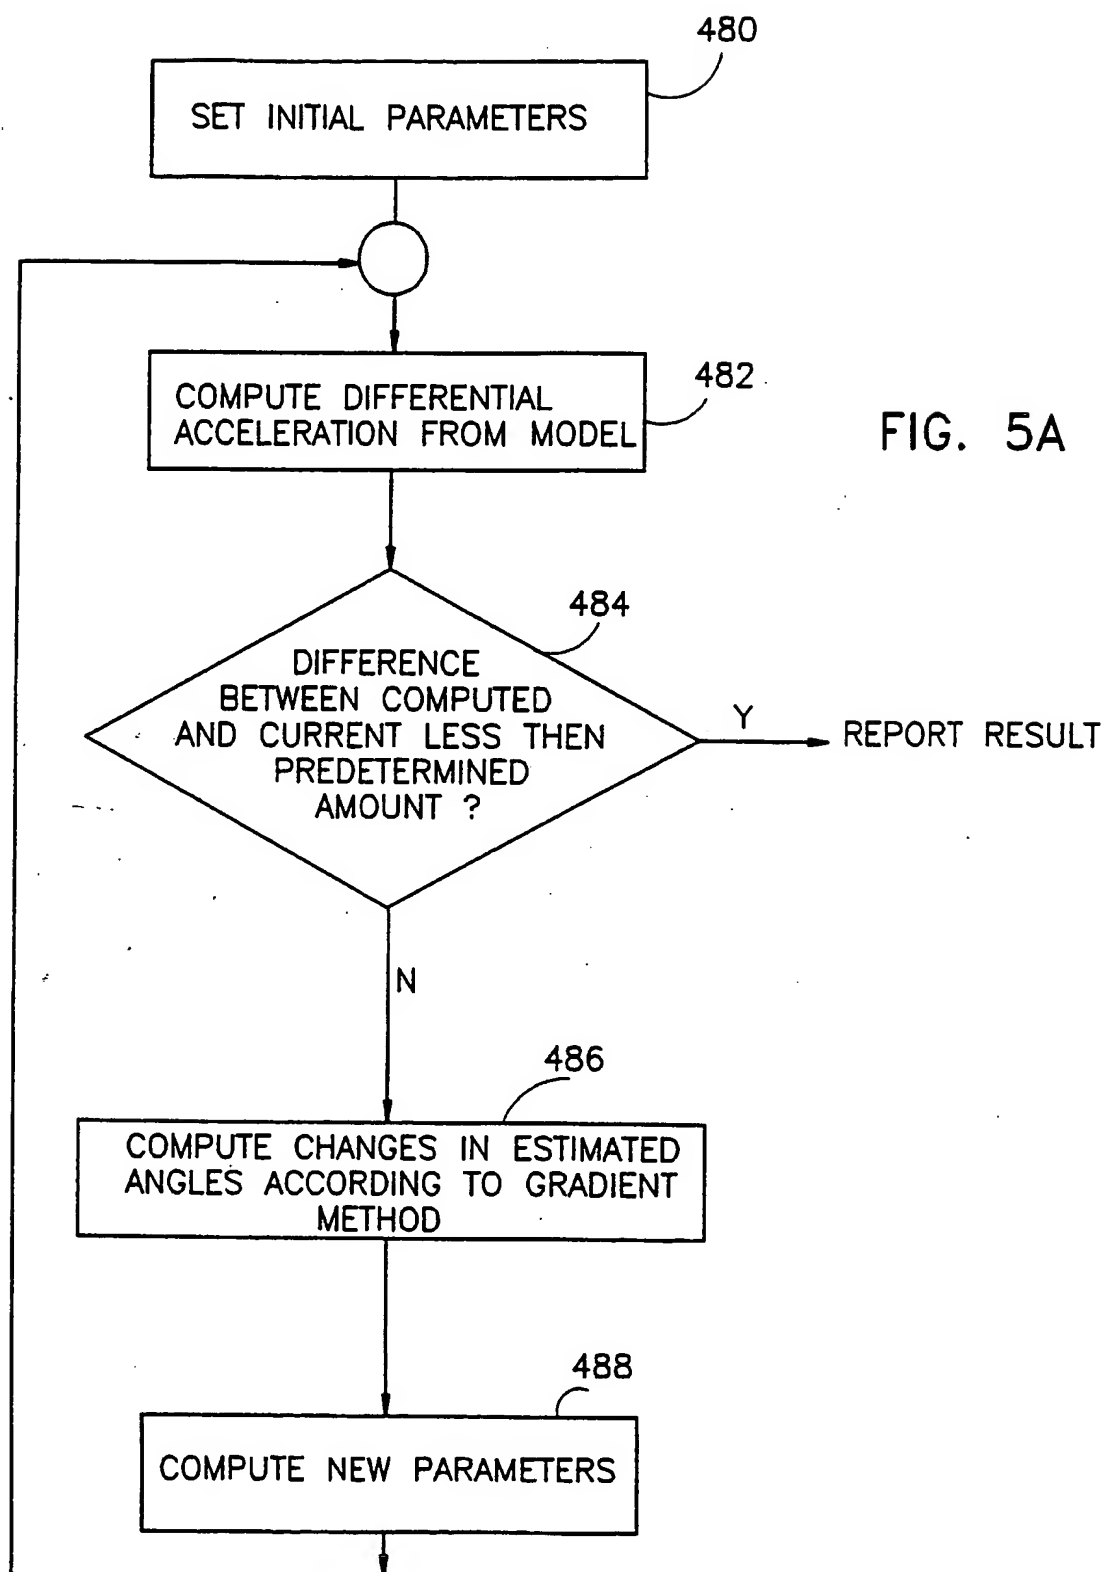 480
SET INITIAL PARAMETERS
482
COMPUTE DIFFERENTIAL
ACCELERATION FROM MODEL
FIG. 5A
484
DIFFERENCE
BETWEEN COMPUTED
AND CURRENT LESS THEN
PREDETERMINED
AMOUNT ?
Y
REPORT RESULT
N
486
COMPUTE CHANGES IN ESTIMATED
ANGLES ACCORDING TO GRADIENT
METHOD
488
COMPUTE NEW PARAMETERS